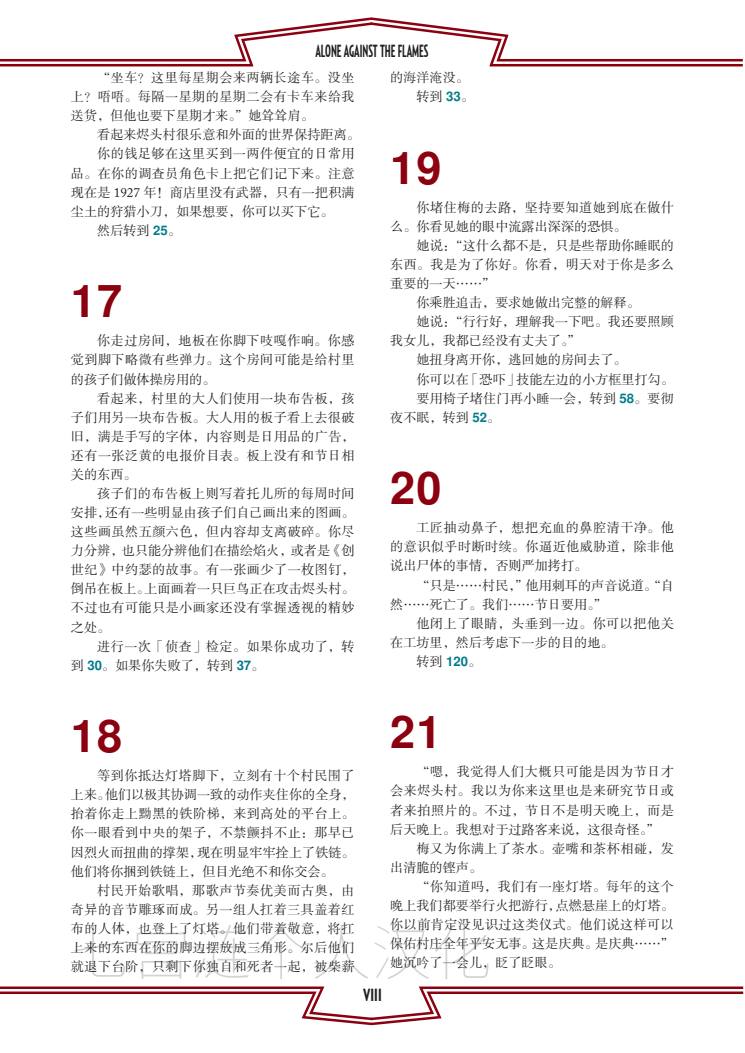 ALONE AGAINST THE FLAMES
“坐车？这里每星期会来两辆长途车。没坐
上？唔唔。每隔一星期的星期二会有卡车来给我
送货，但他也要下星期才来。”她耸耸肩。
看起来烬头村很乐意和外面的世界保持距离。
你的钱足够在这里买到一两件便宜的日常用
品。在你的调查员角色卡上把它们记下来。注意
现在是 1927 年！商店里没有武器，只有一把积满
尘土的狩猎小刀，如果想要，你可以买下它。
然后转到 25。
17
你走过房间，地板在你脚下吱嘎作响。你感
觉到脚下略微有些弹力。这个房间可能是给村里
的孩子们做体操房用的。
看起来，村里的大人们使用一块布告板，孩
子们用另一块布告板。大人用的板子看上去很破
旧，满是手写的字体，内容则是日用品的广告，
还有一张泛黄的电报价目表。板上没有和节日相
关的东西。
孩子们的布告板上则写着托儿所的每周时间
安排，还有一些明显由孩子们自己画出来的图画。
这些画虽然五颜六色，但内容却支离破碎。你尽
力分辨，也只能分辨他们在描绘焰火，或者是《创
世纪》中约瑟的故事。有一张画少了一枚图钉，
倒吊在板上。上面画着一只巨鸟正在攻击烬头村。
不过也有可能只是小画家还没有掌握透视的精妙
之处。
进行一次「侦查」检定。如果你成功了，转
到 30。如果你失败了，转到 37。
18
等到你抵达灯塔脚下，立刻有十个村民围了
上来。他们以极其协调一致的动作夹住你的全身，
抬着你走上黝黑的铁阶梯，来到高处的平台上。
你一眼看到中央的架子，不禁颤抖不止：那早已
因烈火而扭曲的撑架，现在明显牢牢拴上了铁链。
他们将你捆到铁链上，但目光绝不和你交会。
村民开始歌唱，那歌声节奏优美而古奥，由
奇异的音节雕琢而成。另一组人扛着三具盖着红
布的人体，也登上了灯塔。他们带着敬意，将扛
上来的东西在你的脚边摆放成三角形。尔后他们
就退下台阶，只剩下你独自和死者一起，被柴薪
的海洋淹没。
转到 33。
19
你堵住梅的去路，坚持要知道她到底在做什
么。你看见她的眼中流露出深深的恐惧。
她说：“这什么都不是，只是些帮助你睡眠的
东西。我是为了你好。你看，明天对于你是多么
重要的一天……”
你乘胜追击，要求她做出完整的解释。
她说：“行行好，理解我一下吧。我还要照顾
我女儿，我都已经没有丈夫了。”
她扭身离开你，逃回她的房间去了。
你可以在「恐吓」技能左边的小方框里打勾。
要用椅子堵住门再小睡一会，转到 58。要彻
夜不眠，转到 52。
20
工匠抽动鼻子，想把充血的鼻腔清干净。他
的意识似乎时断时续。你逼近他威胁道，除非他
说出尸体的事情，否则严加拷打。
“只是……村民，”他用刺耳的声音说道。“自
然……死亡了。我们……节日要用。”
他闭上了眼睛，头垂到一边。你可以把他关
在工坊里，然后考虑下一步的目的地。
转到 120。
21
“嗯，我觉得人们大概只可能是因为节日才
会来烬头村。我以为你来这里也是来研究节日或
者来拍照片的。不过，节日不是明天晚上，而是
后天晚上。我想对于过路客来说，这很奇怪。”
梅又为你满上了茶水。壶嘴和茶杯相碰，发
出清脆的铿声。
“你知道吗，我们有一座灯塔。每年的这个
晚上我们都要举行火把游行，点燃悬崖上的灯塔。
你以前肯定没见识过这类仪式。他们说这样可以
保佑村庄全年平安无事。这是庆典。是庆典……”
她沉吟了一会儿，眨了眨眼。
VIII